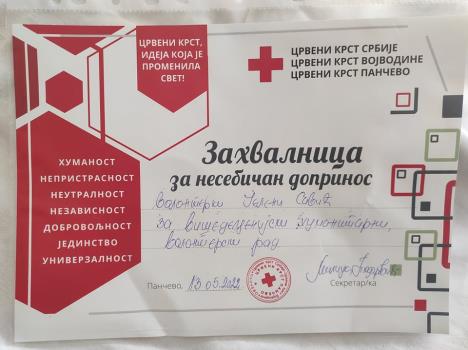 ЦРВЕНИ КРСТ,
ИДЕЈА КОЈА ЈЕ
ПРОМЕНИЛА
СВЕТ!
ЦРВЕНИ КРСТ СРБИЈЕ
ЦРВЕНИ КРСТ ВОЈВОДИНЕ
ЦРВЕНИ КРСТ ПАНЧЕВО
ХУМАНОСТ
НЕПРИСТРАСНОСТ
НЕУТРАЛНОСТ
НЕЗАВИСНОСТ
ДОБРОВОЉНОСТ
ЈЕДИНСТВО
УНИВЕРЗАЛНОСТ
Захвалница
за несебичан допринос
волонтерки Јелени Савић
за вишедеценијски хуманитарни,
волонтерски рад
Панчево, 13.05.2022
Секретар/ка